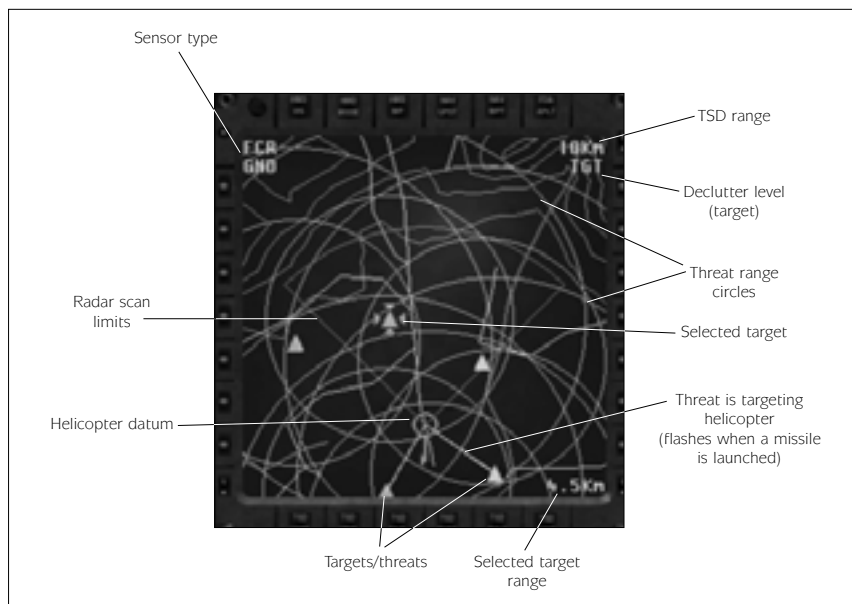 Sensor type
TSD range
FCR
10KM
GND
TGT
Declutter level
(target)
Threat range
circles
Radar scan
limits
Selected target
Helicopter datum
Threat is targeting
helicopter
(flashes when a missile
is launched)
4.5Km
Targets/threats
Selected target
range